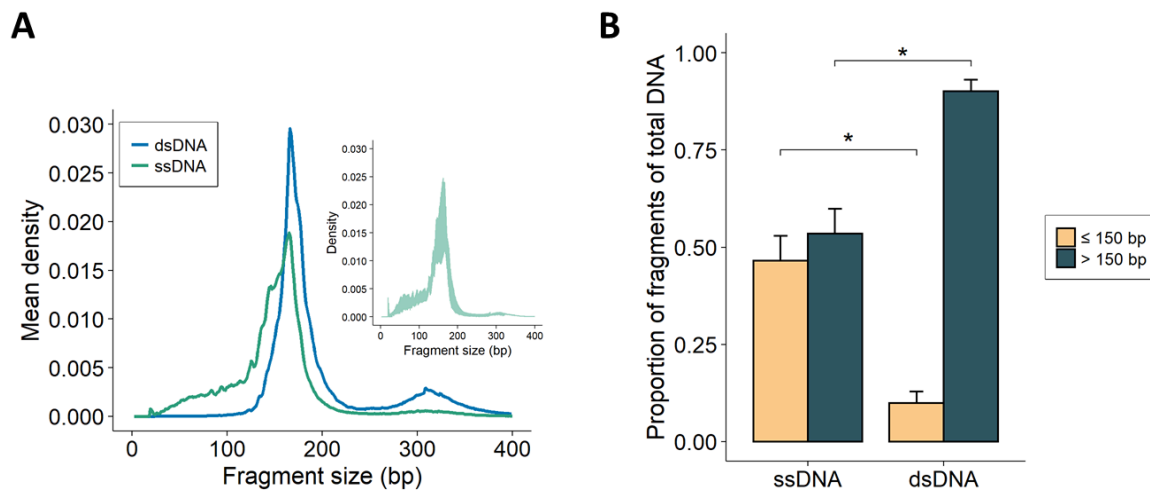 A
B
Mean density
0.030
0.025
0.020
0.015
0.010
0.005
0.000
0
100
200
300
400
Fragment size (bp)
dsDNA
ssDNA
Density
0.030
0.025
0.020
0.015
0.010
0.005
0.000
0
100
200
300
400
Fragment size (bp)
Proportion of fragments of total DNA
1.00
0.75
0.50
0.25
0.00
*
*
ssDNA
dsDNA
≤ 150 bp
> 150 bp